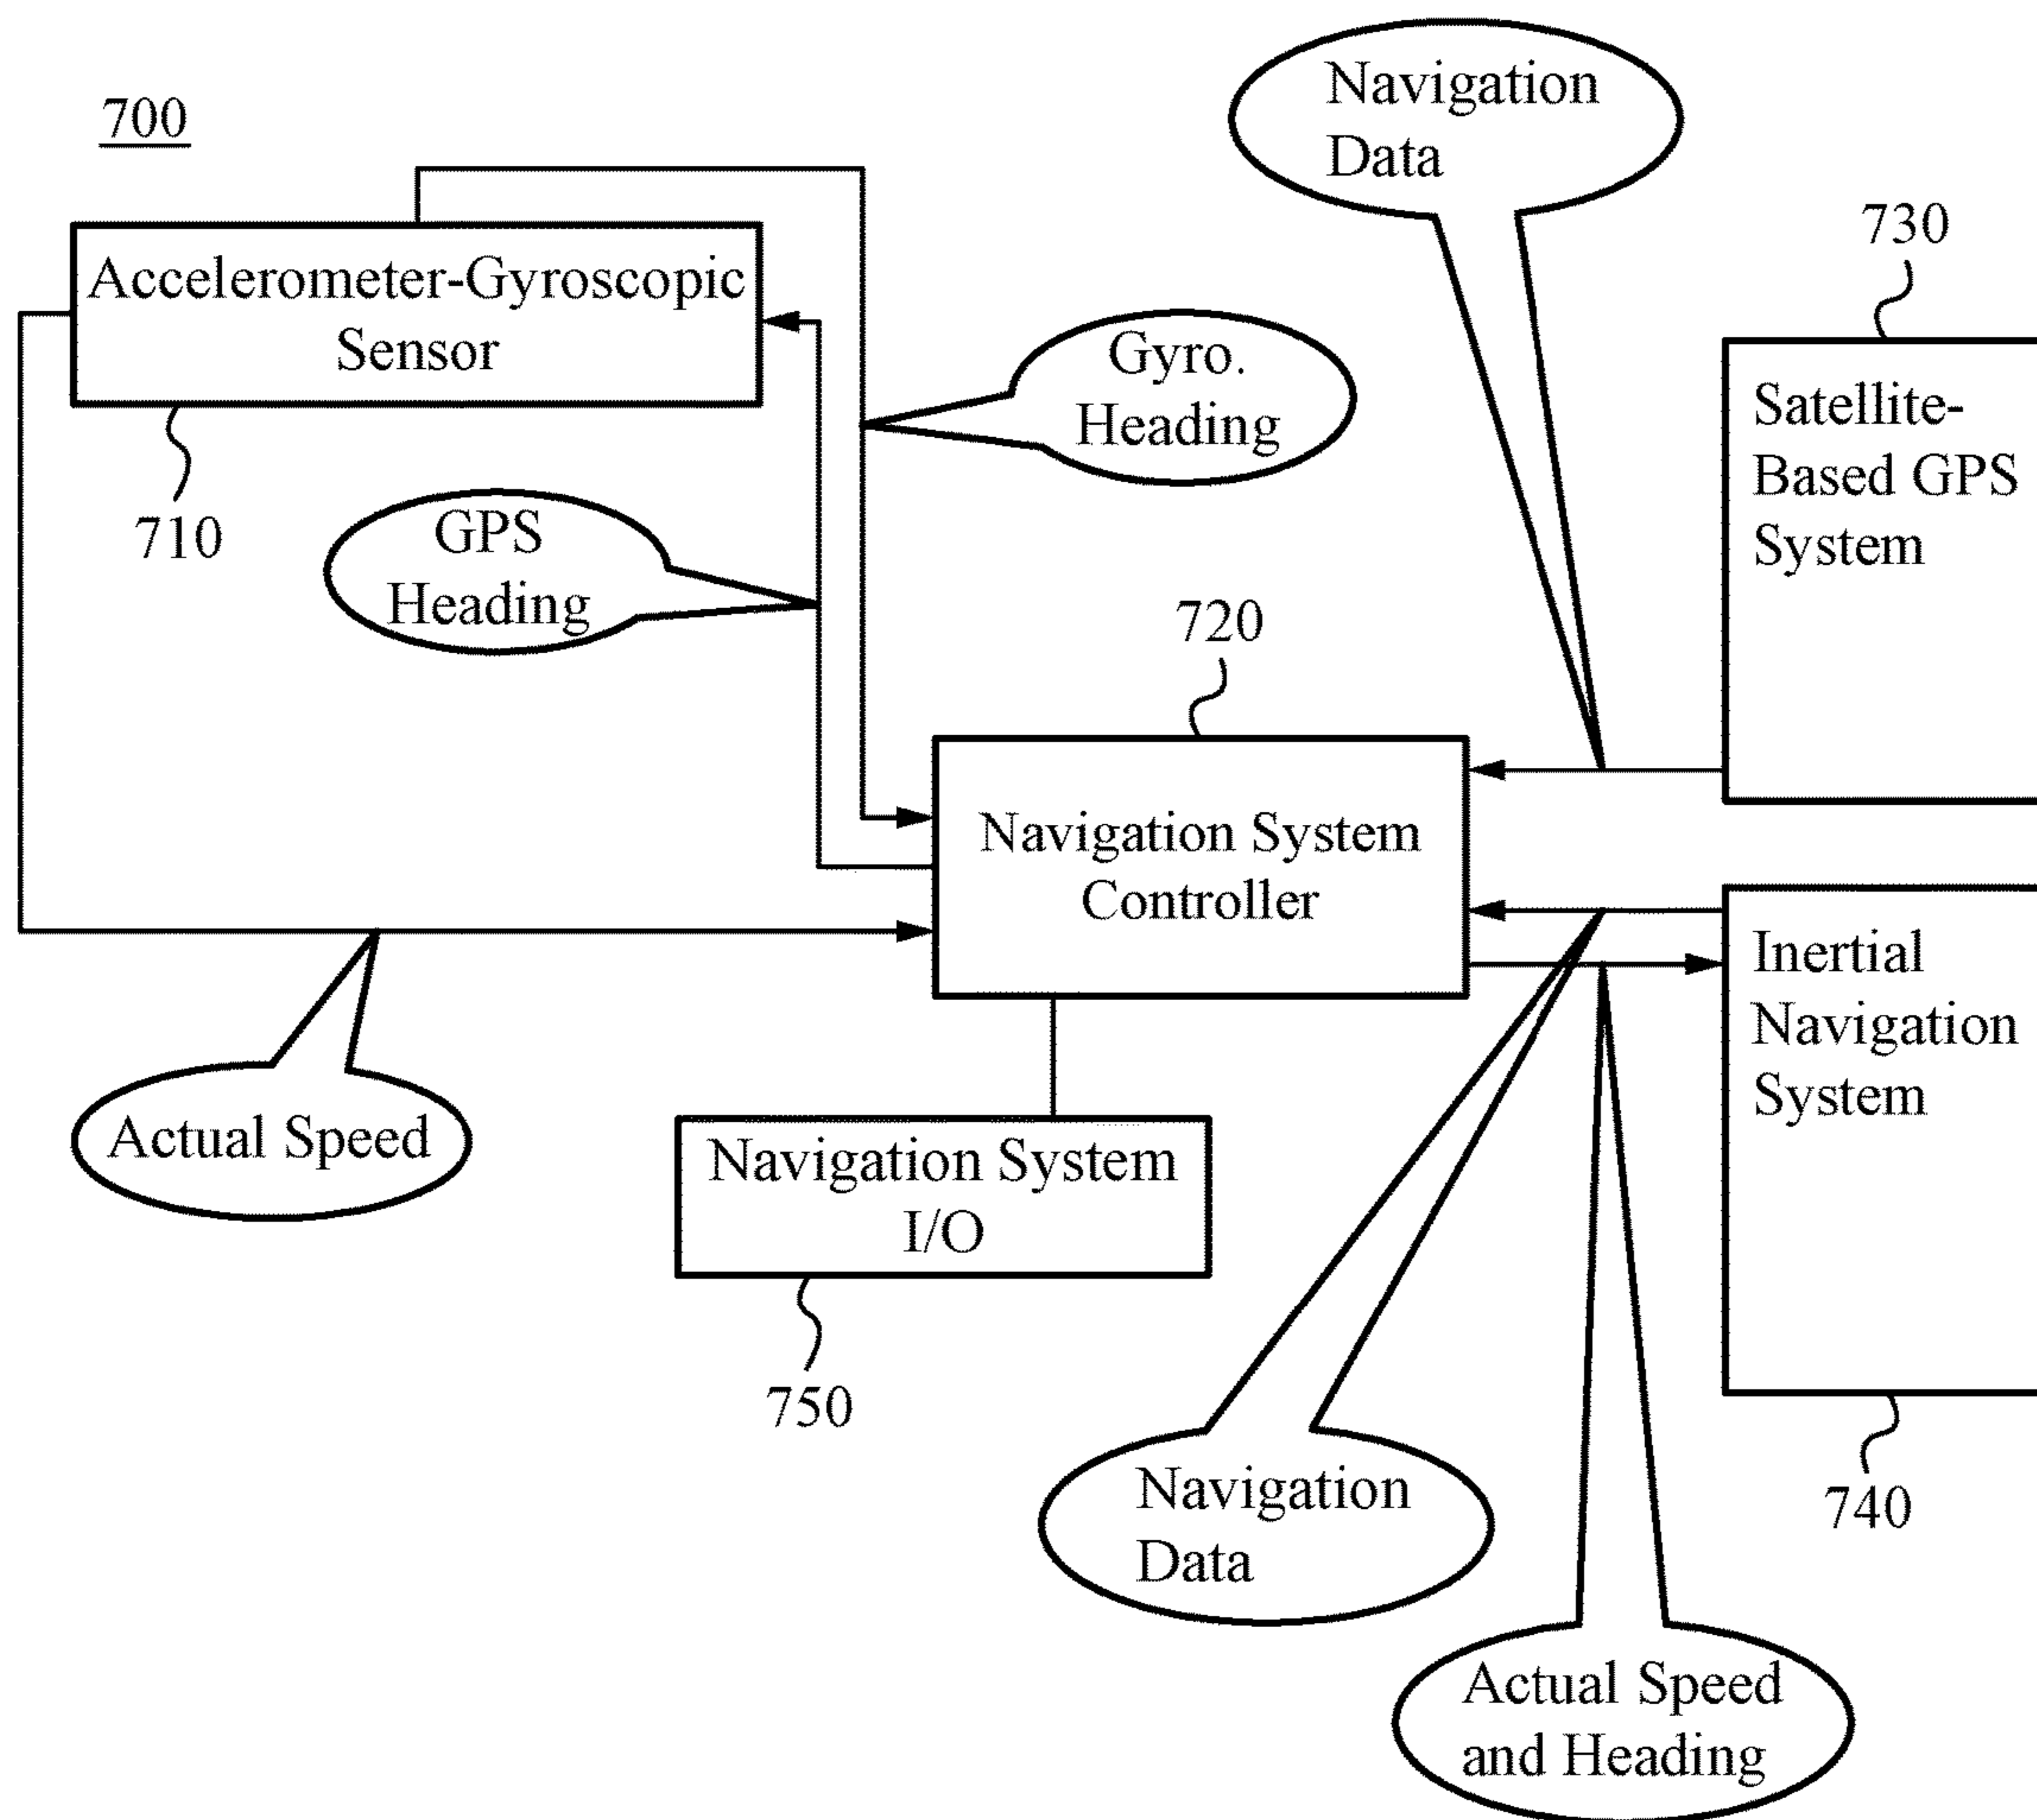 700
Navigation
Data
730
Accelerometer-Gyroscopic
Sensor
710
Gyro.
Heading
GPS
Heading
Satellite-
Based GPS
System
720
Navigation System
Controller
Inertial
Navigation
System
Actual Speed
Navigation System
I/O
750
Navigation
Data
740
Actual Speed
and Heading